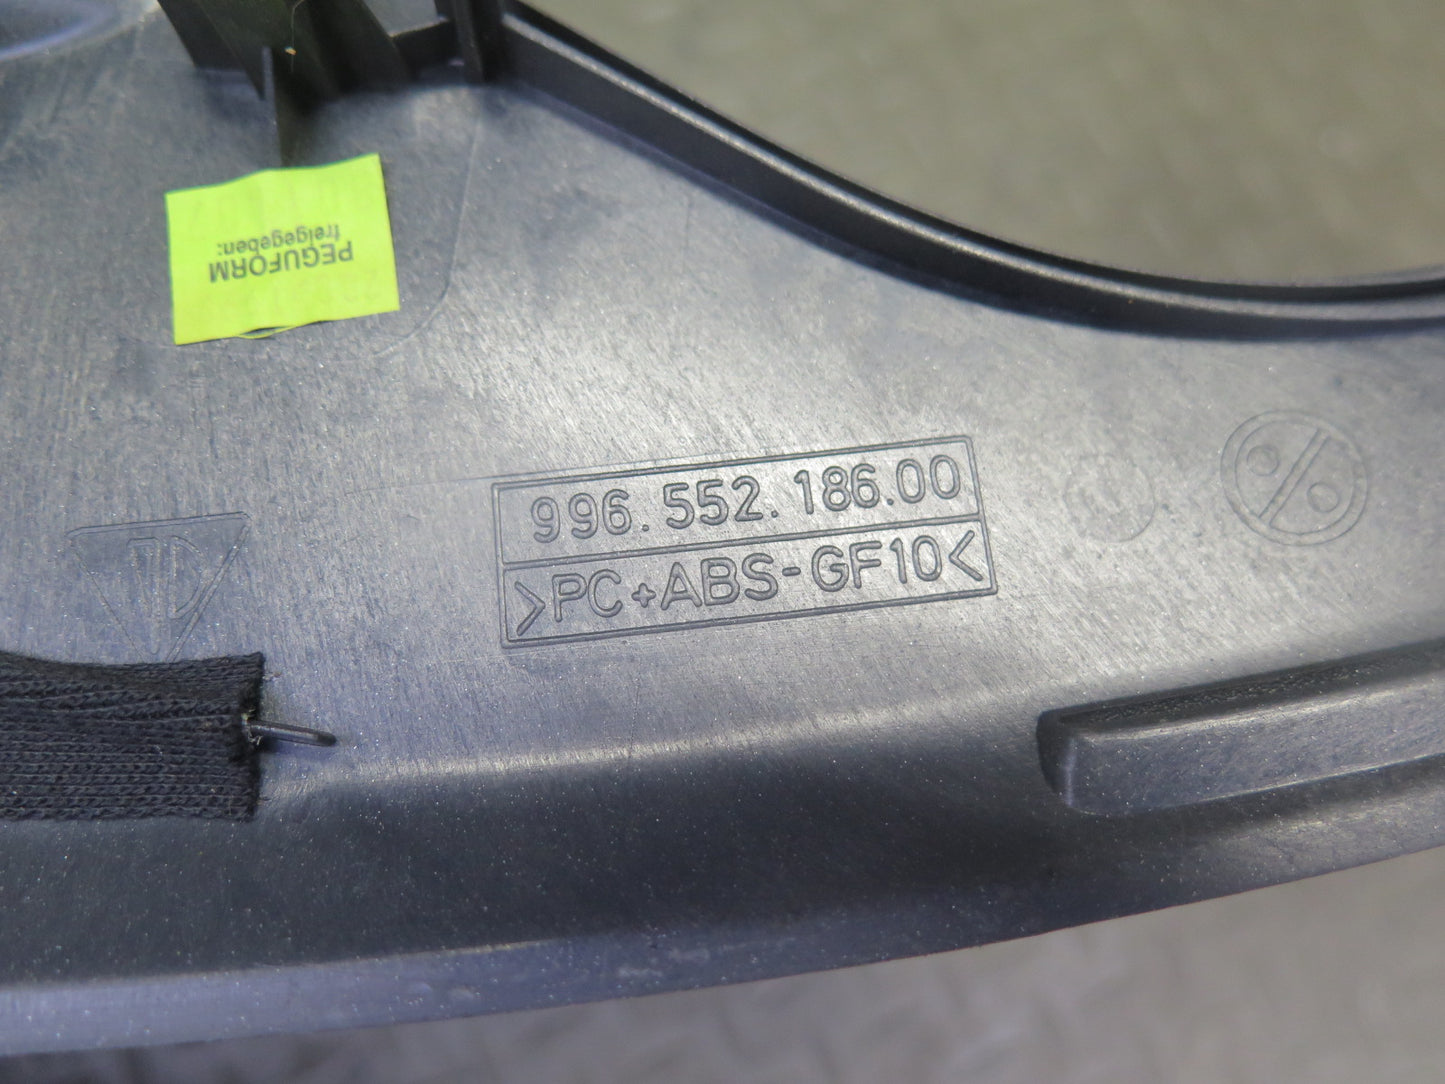 PEGUFORM
freigegeben:
996.552.186.00
>PC+ABS-GF10<